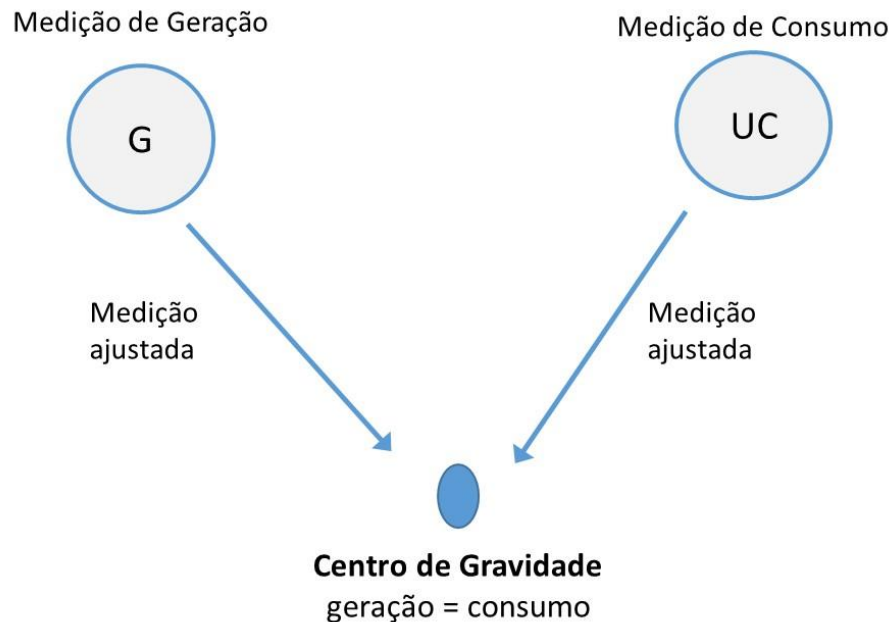 Medição de Geração
Medição de Consumo
G
UC
Medição
ajustada
Medição
ajustada
Centro de Gravidade
geração = consumo